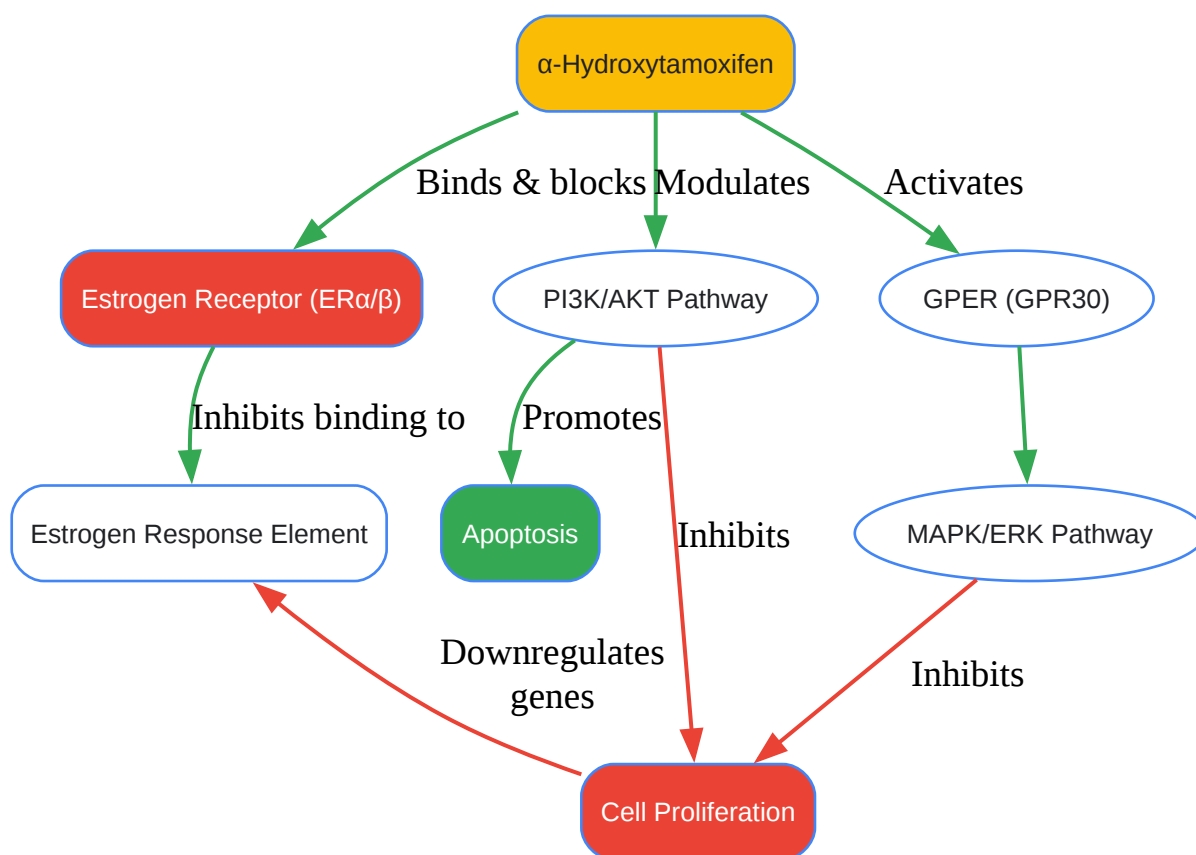 α-Hydroxytamoxifen
Binds & blocks
Modulates
Activates
Estrogen Receptor (ERα/β)
PI3K/AKT Pathway
GPER (GPR30)
Inhibits binding to
Promotes
Estrogen Response Element
Apoptosis
Inhibits
MAPK/ERK Pathway
Downregulates
genes
Inhibits
Cell Proliferation